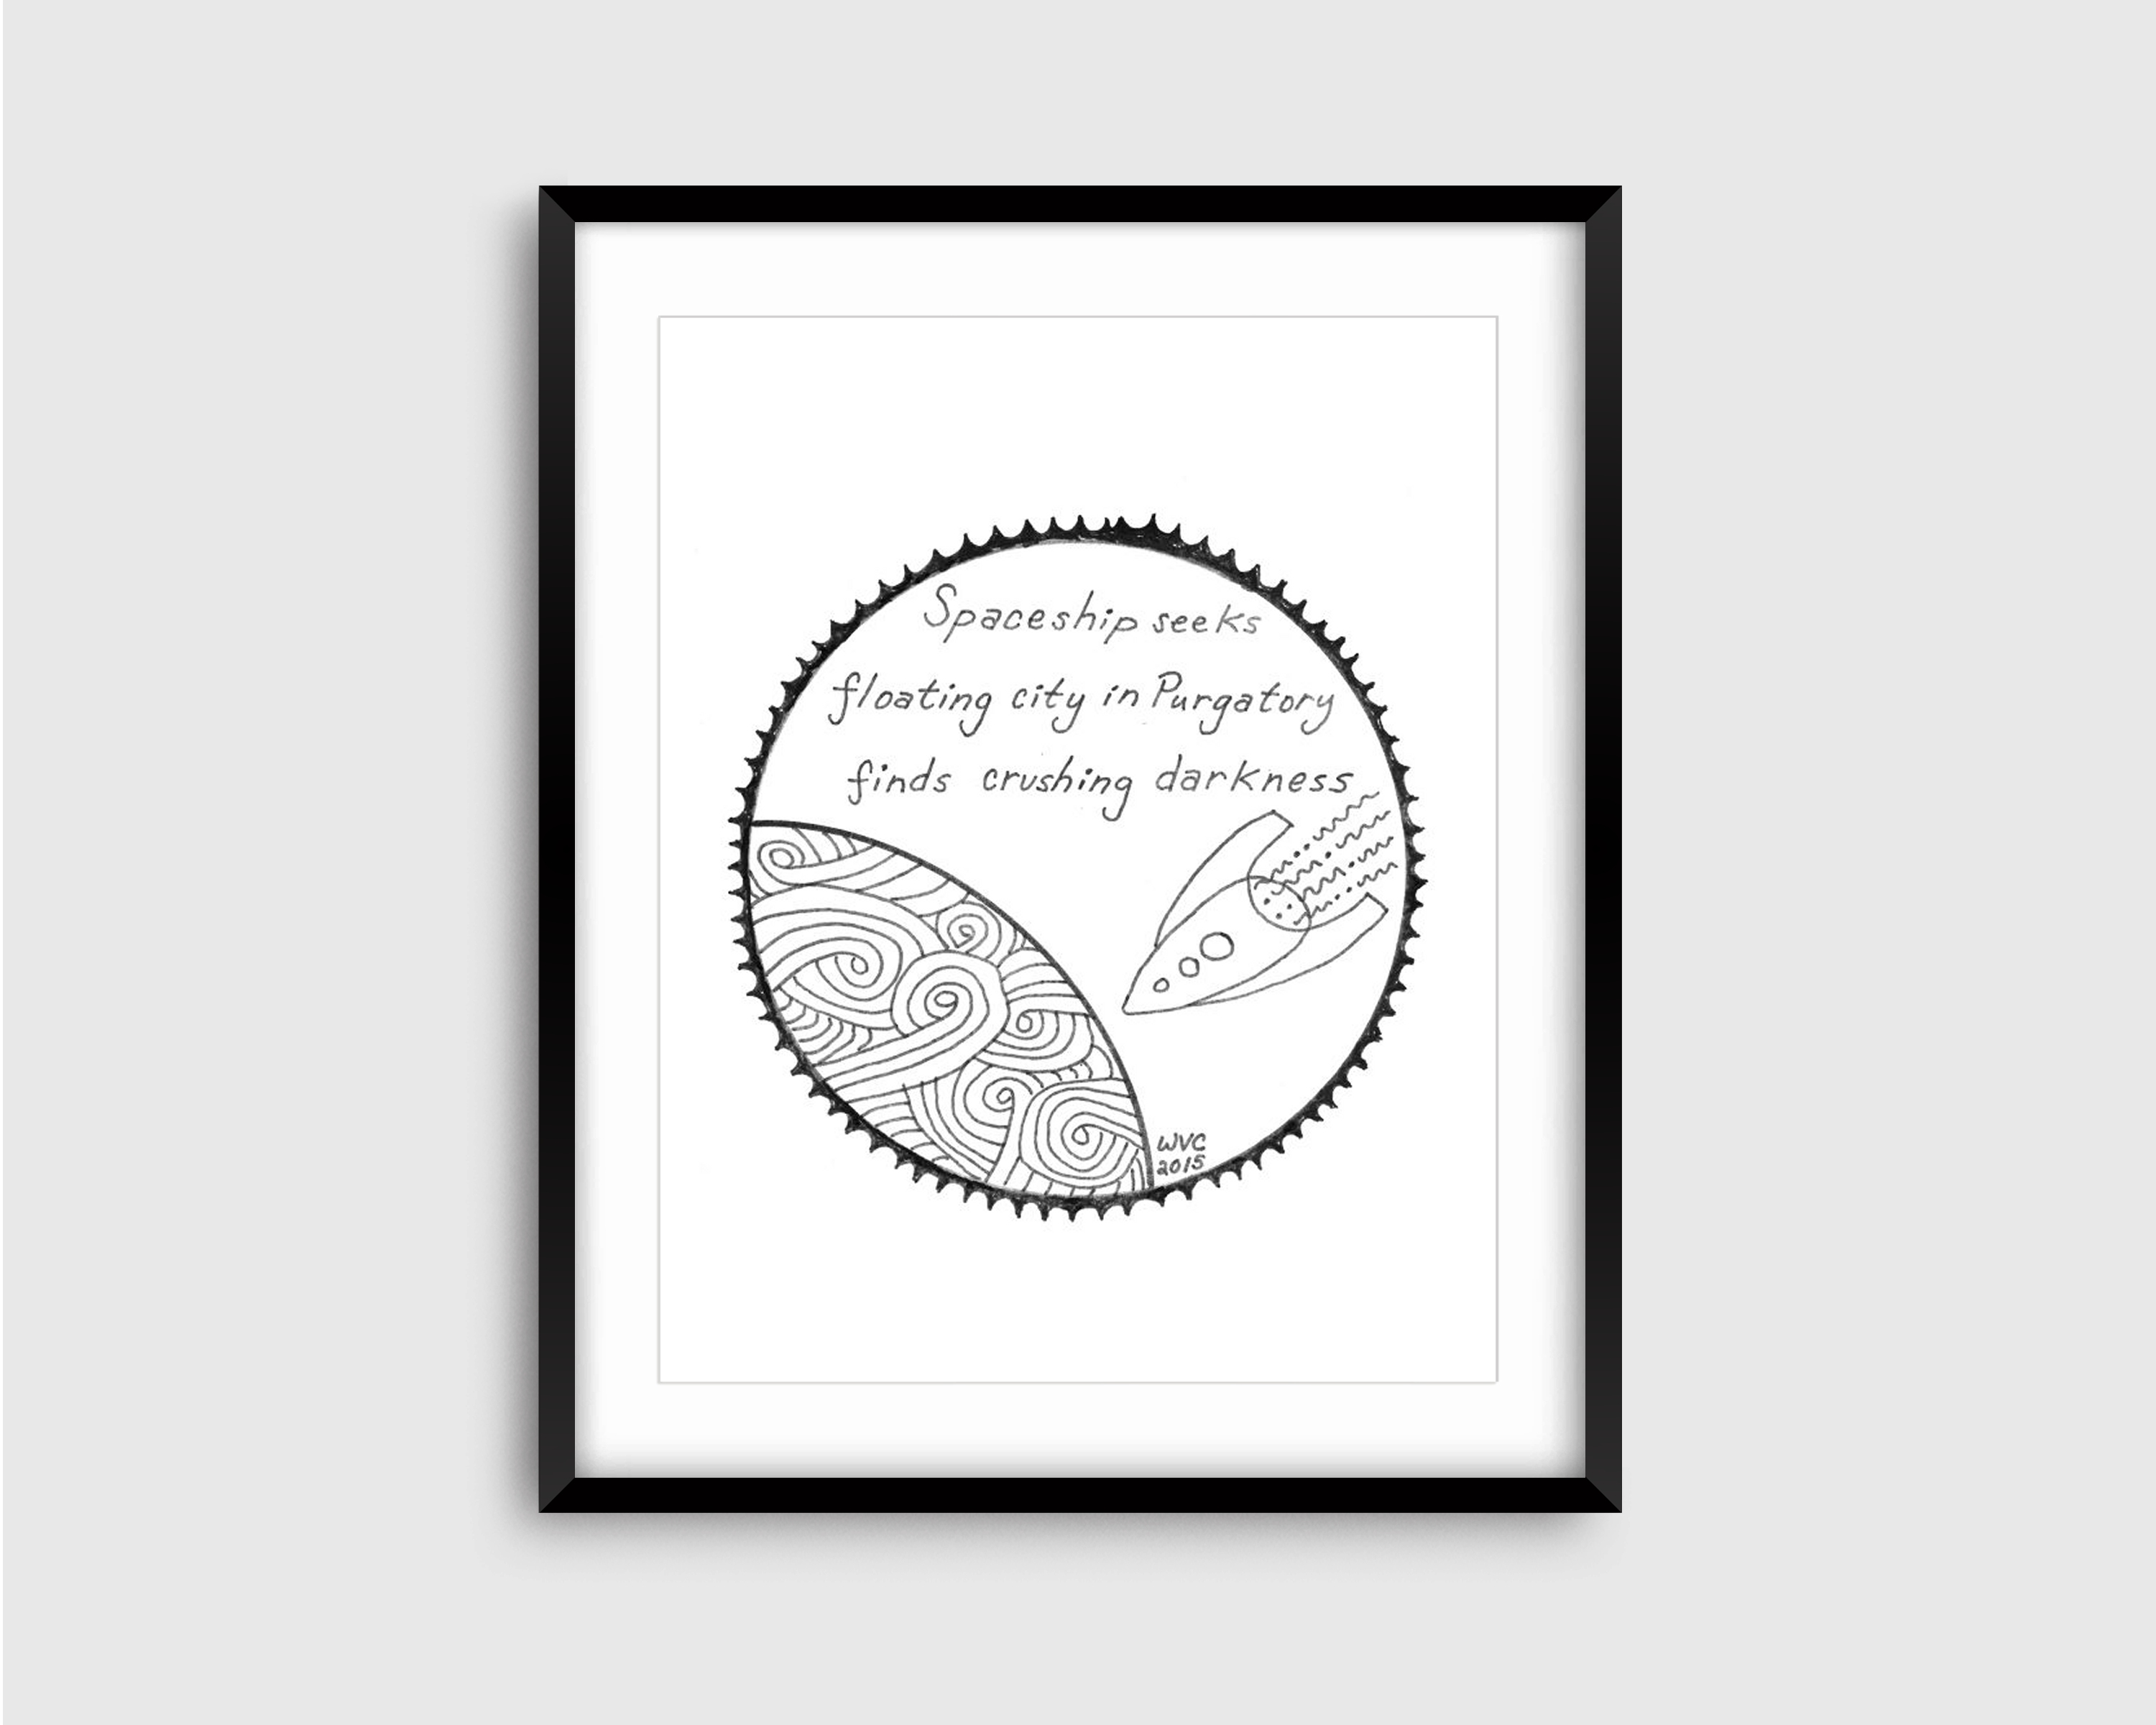 Spaceship seeks
floating city in Purgatory
finds crushing darkness
WVC
2015